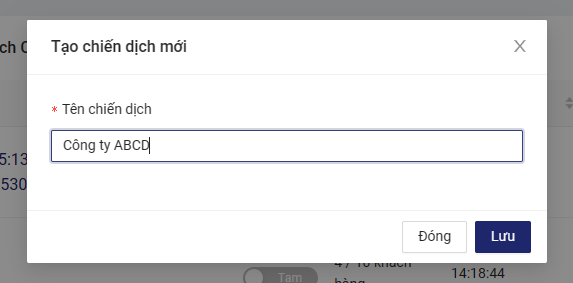 Tạo chiến dịch mới
* Tên chiến dịch
Công ty ABCD
Đóng
Lưu
5:13
530
4 / 10 khách
hàng
Tạm
14:18:44